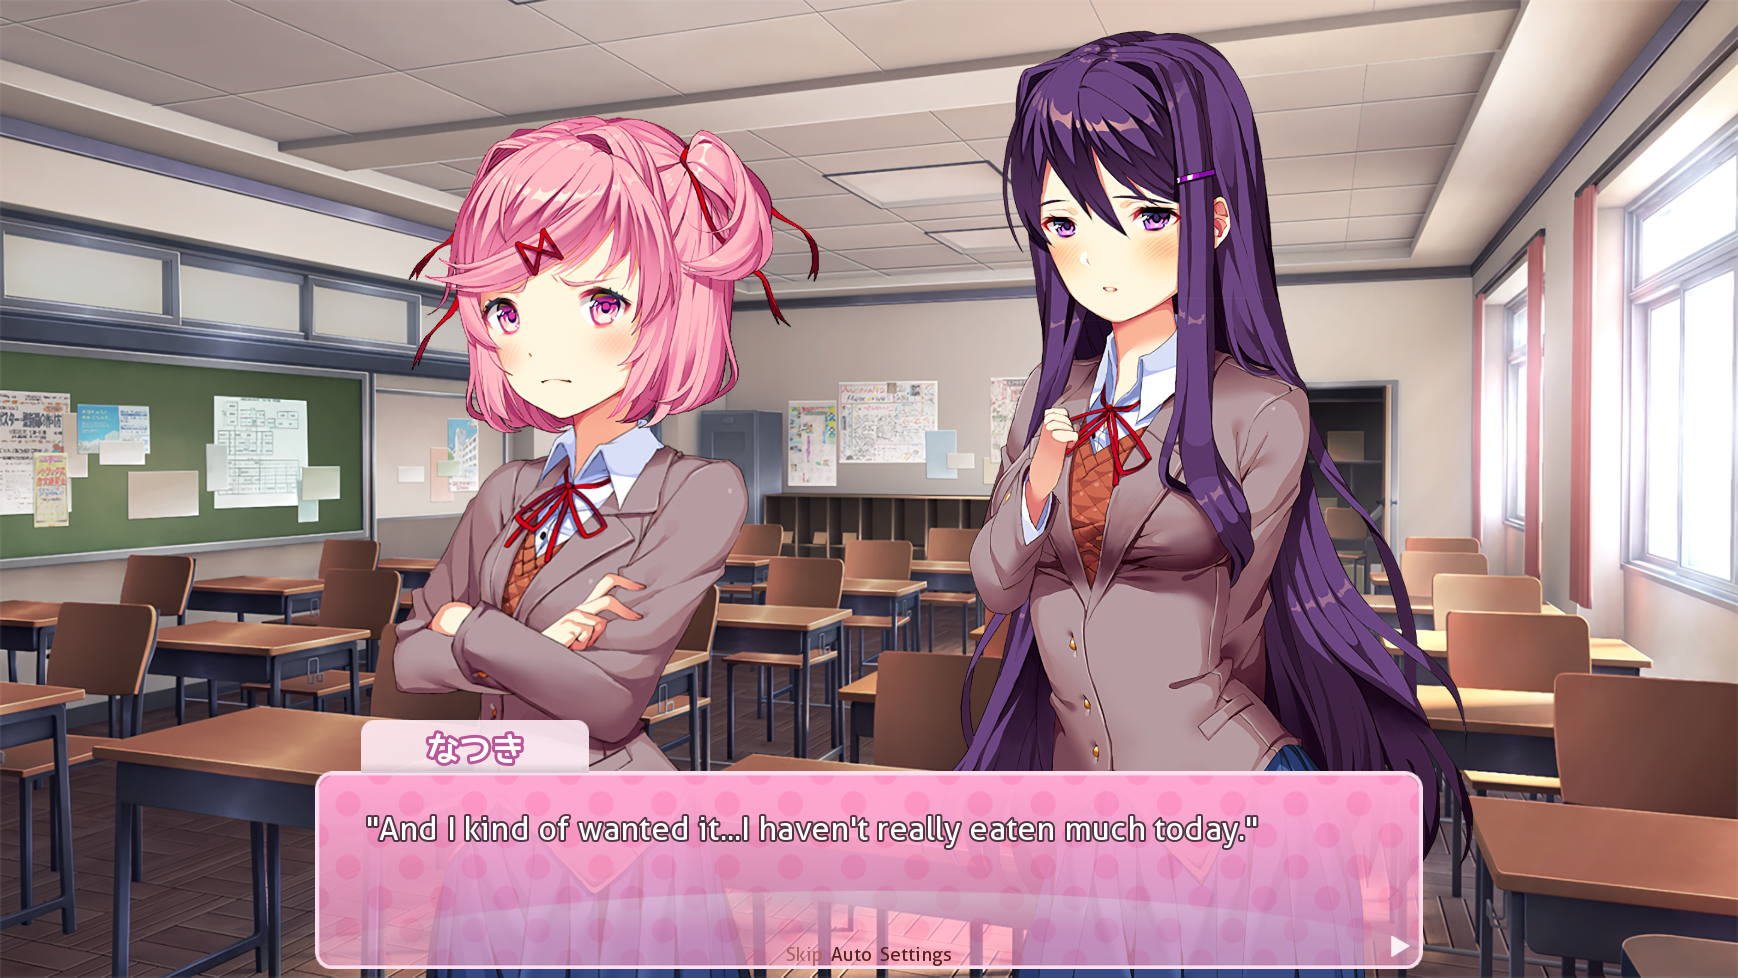 なつき
"And I kind of wanted it...I haven't really eaten much today."
Skip Auto Settings